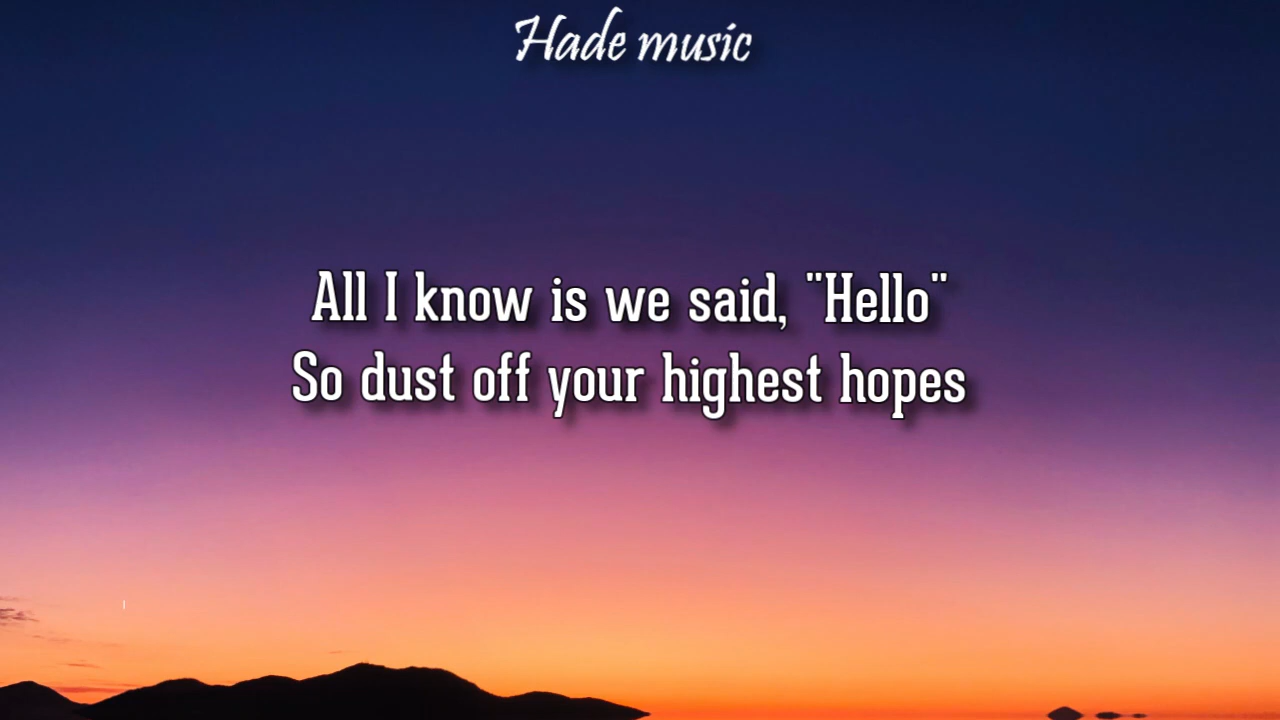 Hade music
All I know is we said, "Hello"
So dust off your highest hopes